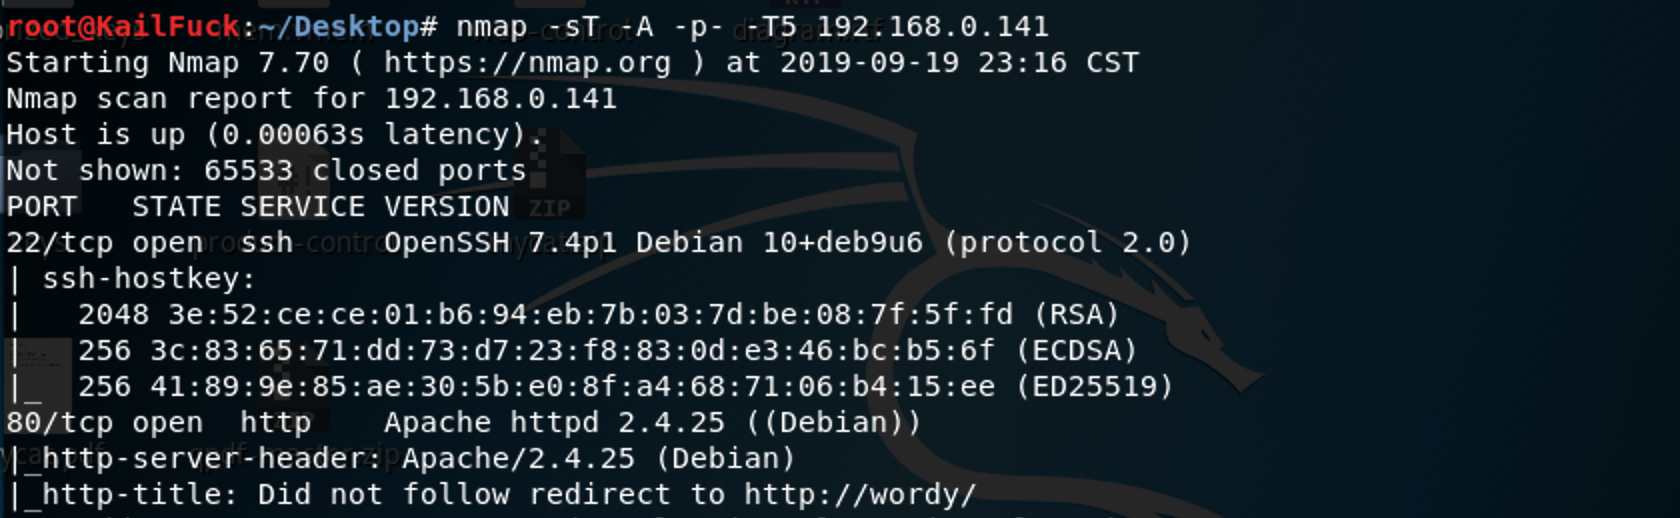 root@KailFuck:~/Desktop# nmap -sT -A -p- -T5 192.168.0.141
Starting Nmap 7.70 ( https://nmap.org ) at 2019-09-19 23:16 CST
Nmap scan report for 192.168.0.141
Host is up (0.00063s latency).
Not shown: 65533 closed ports
PORT   STATE SERVICE VERSION
22/tcp open  ssh     OpenSSH 7.4p1 Debian 10+deb9u6 (protocol 2.0)
| ssh-hostkey:
|   2048 3e:52:ce:ce:01:b6:94:eb:7b:03:7d:be:08:7f:5f:fd (RSA)
|   256 3c:83:65:71:dd:73:d7:23:f8:83:0d:e3:46:bc:b5:6f (ECDSA)
|_  256 41:89:9e:85:ae:30:5b:e0:8f:a4:68:71:06:b4:15:ee (ED25519)
80/tcp open  http    Apache httpd 2.4.25 ((Debian))
|_http-server-header: Apache/2.4.25 (Debian)
|_http-title: Did not follow redirect to http://wordy/
ZIP